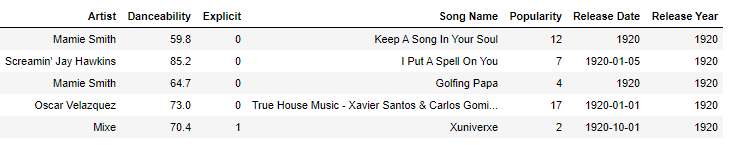 Artist Danceability Explicit Song Name Popularity Release Date Release Year
Mamie Smith 59.8 0 Keep A Song In Your Soul 12 1920 1920
Screamin' Jay Hawkins 85.2 0 I Put A Spell On You 7 1920-01-05 1920
Mamie Smith 64.7 0 Golfing Papa 4 1920 1920
Oscar Velazquez 73.0 0 True House Music - Xavier Santos & Carlos Gomi... 17 1920-01-01 1920
Mixe 70.4 1 Xuniverxe 2 1920-10-01 1920